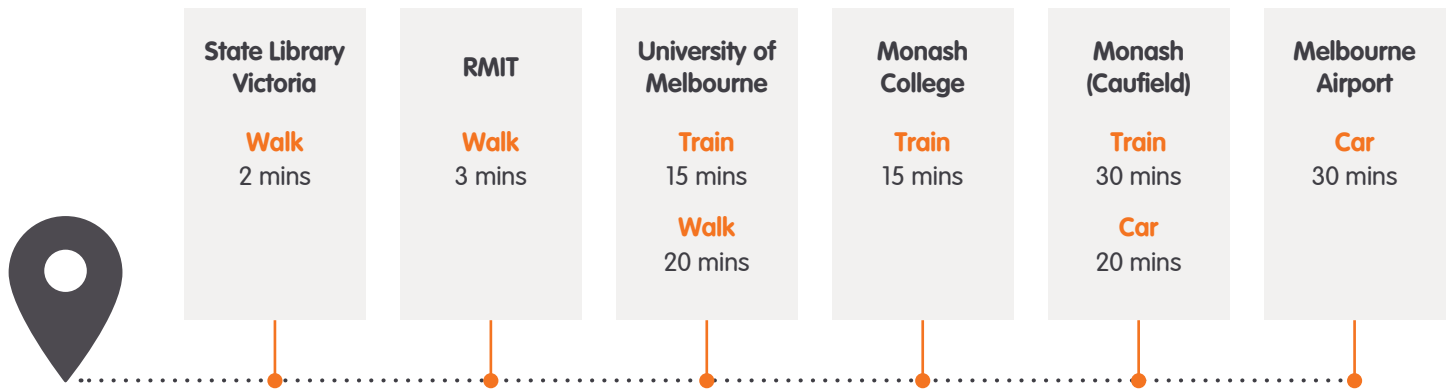 State Library
Victoria
Walk
2 mins
RMIT
Walk
3 mins
University of
Melbourne
Train
15 mins
Walk
20 mins
Monash
College
Train
15 mins
Monash
(Caufield)
Train
30 mins
Car
20 mins
Melbourne
Airport
Car
30 mins